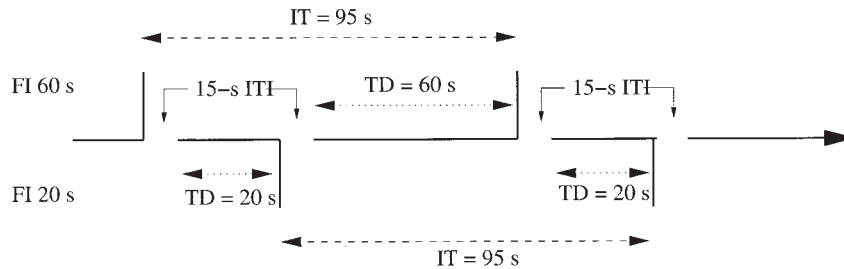 IT = 95 s
FI 60 s
15-s ITI
TD = 60 s
15-s ITI
FI 20 s
TD = 20 s
TD = 20 s
IT = 95 s